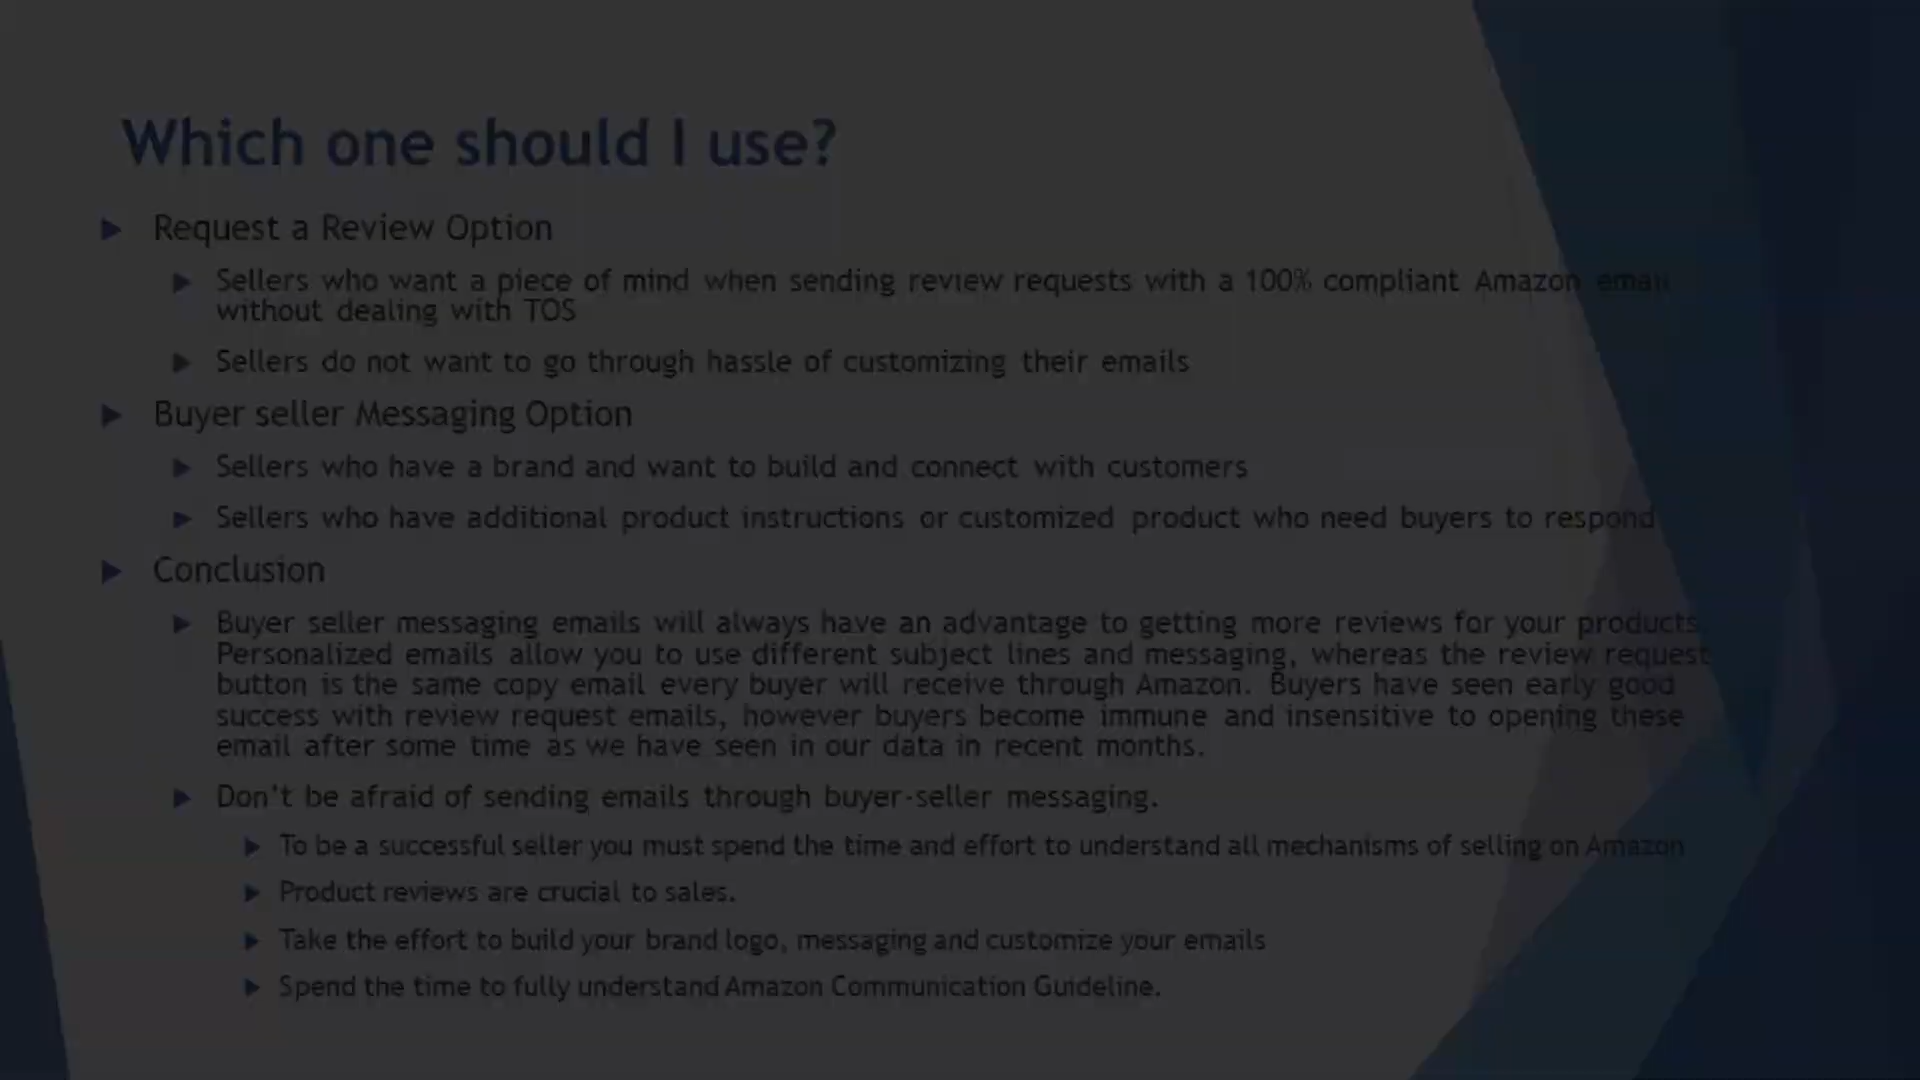 Which one should I use?
Request a Review Option
Sellers who want a piece of mind when sending review requests with a 100% compliant Amazon email
without dealing with TOS
Sellers do not want to go through hassle of customizing their emails
Buyer seller Messaging Option
Sellers who have a brand and want to build and connect with customers
Sellers who have additional product instructions or customized product who need buyers to respond
Conclusion
Buyer seller messaging emails will always have an advantage to getting more reviews for your products.
Personalized emails allow you to use different subject lines and messaging, whereas the review request
button is the same copy email every buyer will receive through Amazon. Buyers have seen early good
success with review request emails, however buyers become immune and insensitive to opening these
email after some time as we have seen in our data in recent months.
Don't be afraid of sending emails through buyer-seller messaging.
To be a successful seller you must spend the time and effort to understand all mechanisms of selling on Amazon
Product reviews are crucial to sales.
Take the effort to build your brand logo, messaging and customize your emails
Spend the time to fully understand Amazon Communication Guideline.